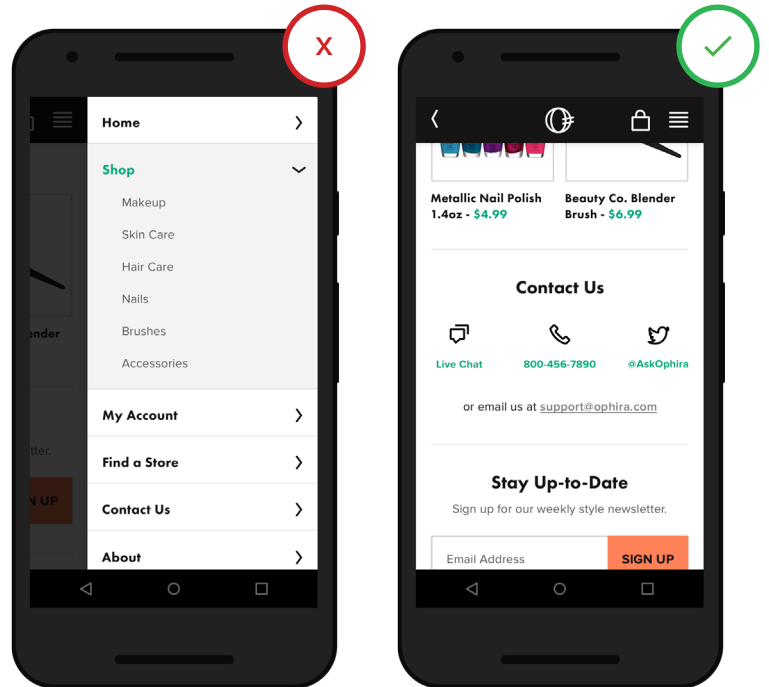 X
Home
Shop
Makeup
Skin Care
Hair Care
Nails
Brushes
Accessories
My Account
Find a Store
Contact Us
About
ender
tter.
N UP
Metallic Nail Polish
1.4oz - $4.99
Beauty Co. Blender
Brush - $6.99
Contact Us
Live Chat
800-456-7890
@AskOphira
or email us at support@ophira.com
Stay Up-to-Date
Sign up for our weekly style newsletter.
Email Address
SIGN UP